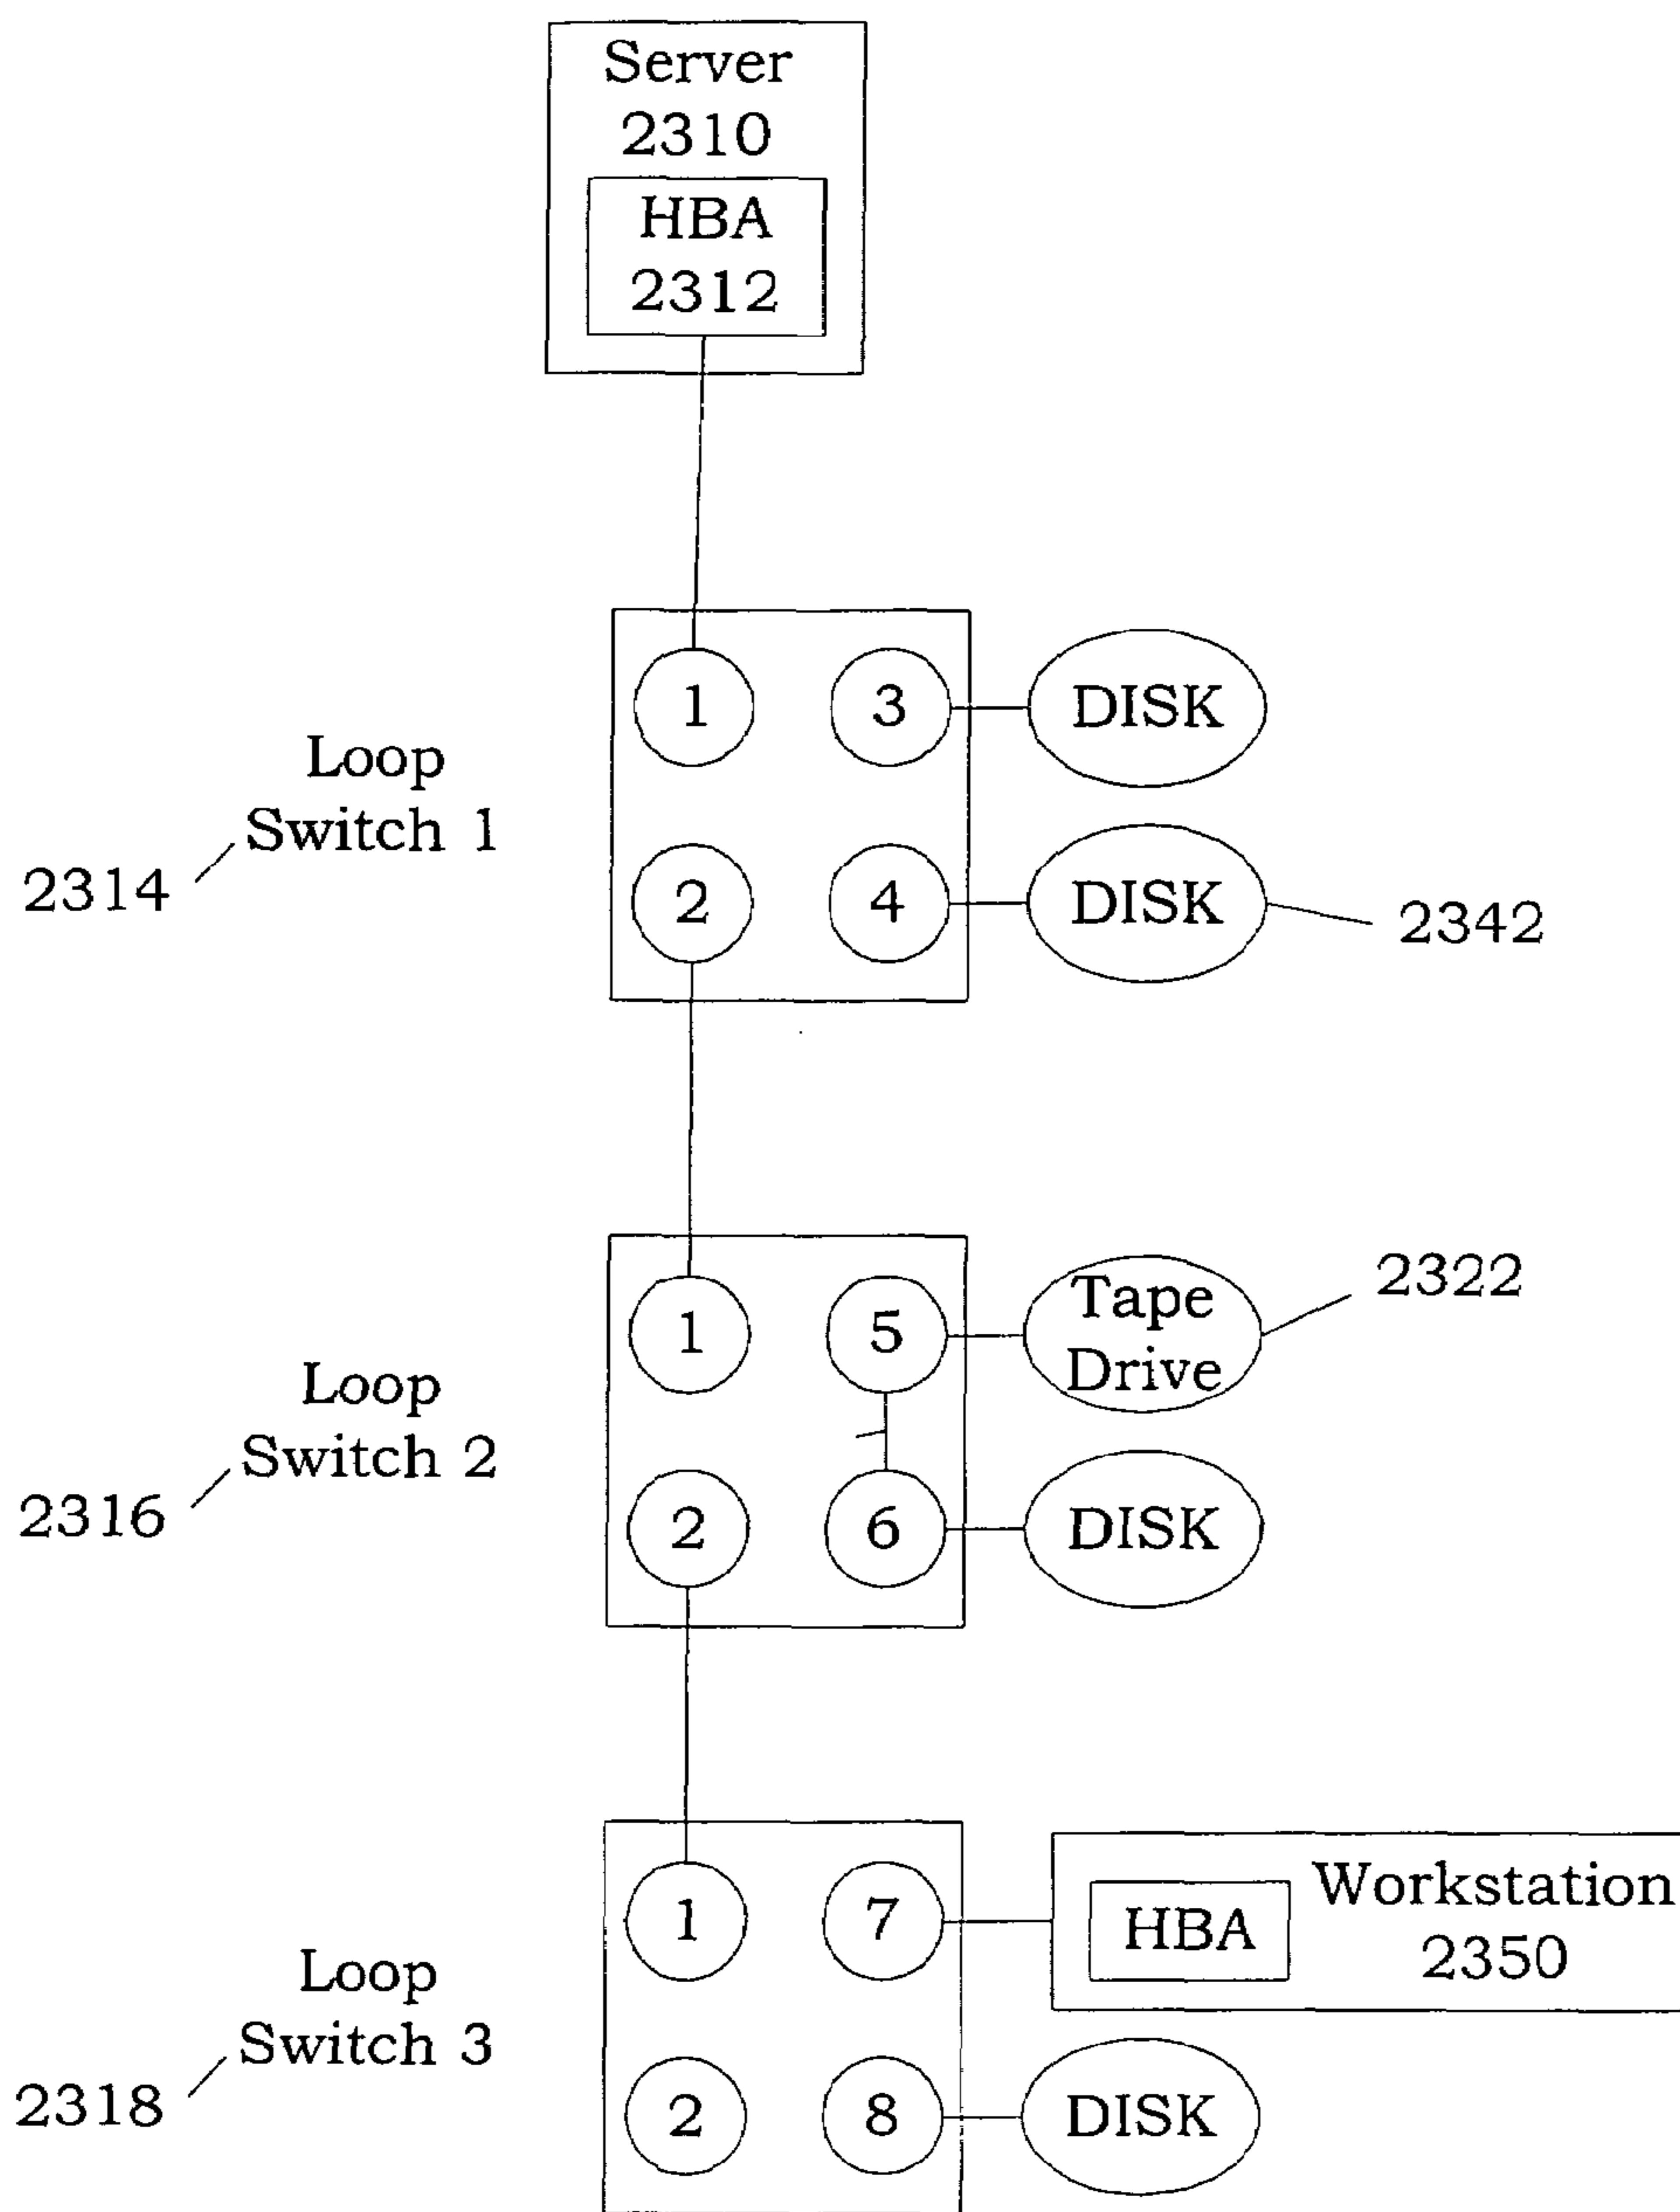 Server
2310
HBA
2312
1
3
DISK
Loop
Switch 1
2314
2
4
DISK
2342
1
5
Tape
Drive
2322
Loop
Switch 2
2316
2
6
DISK
1
7
HBA
Workstation
2350
Loop
Switch 3
2318
2
8
DISK